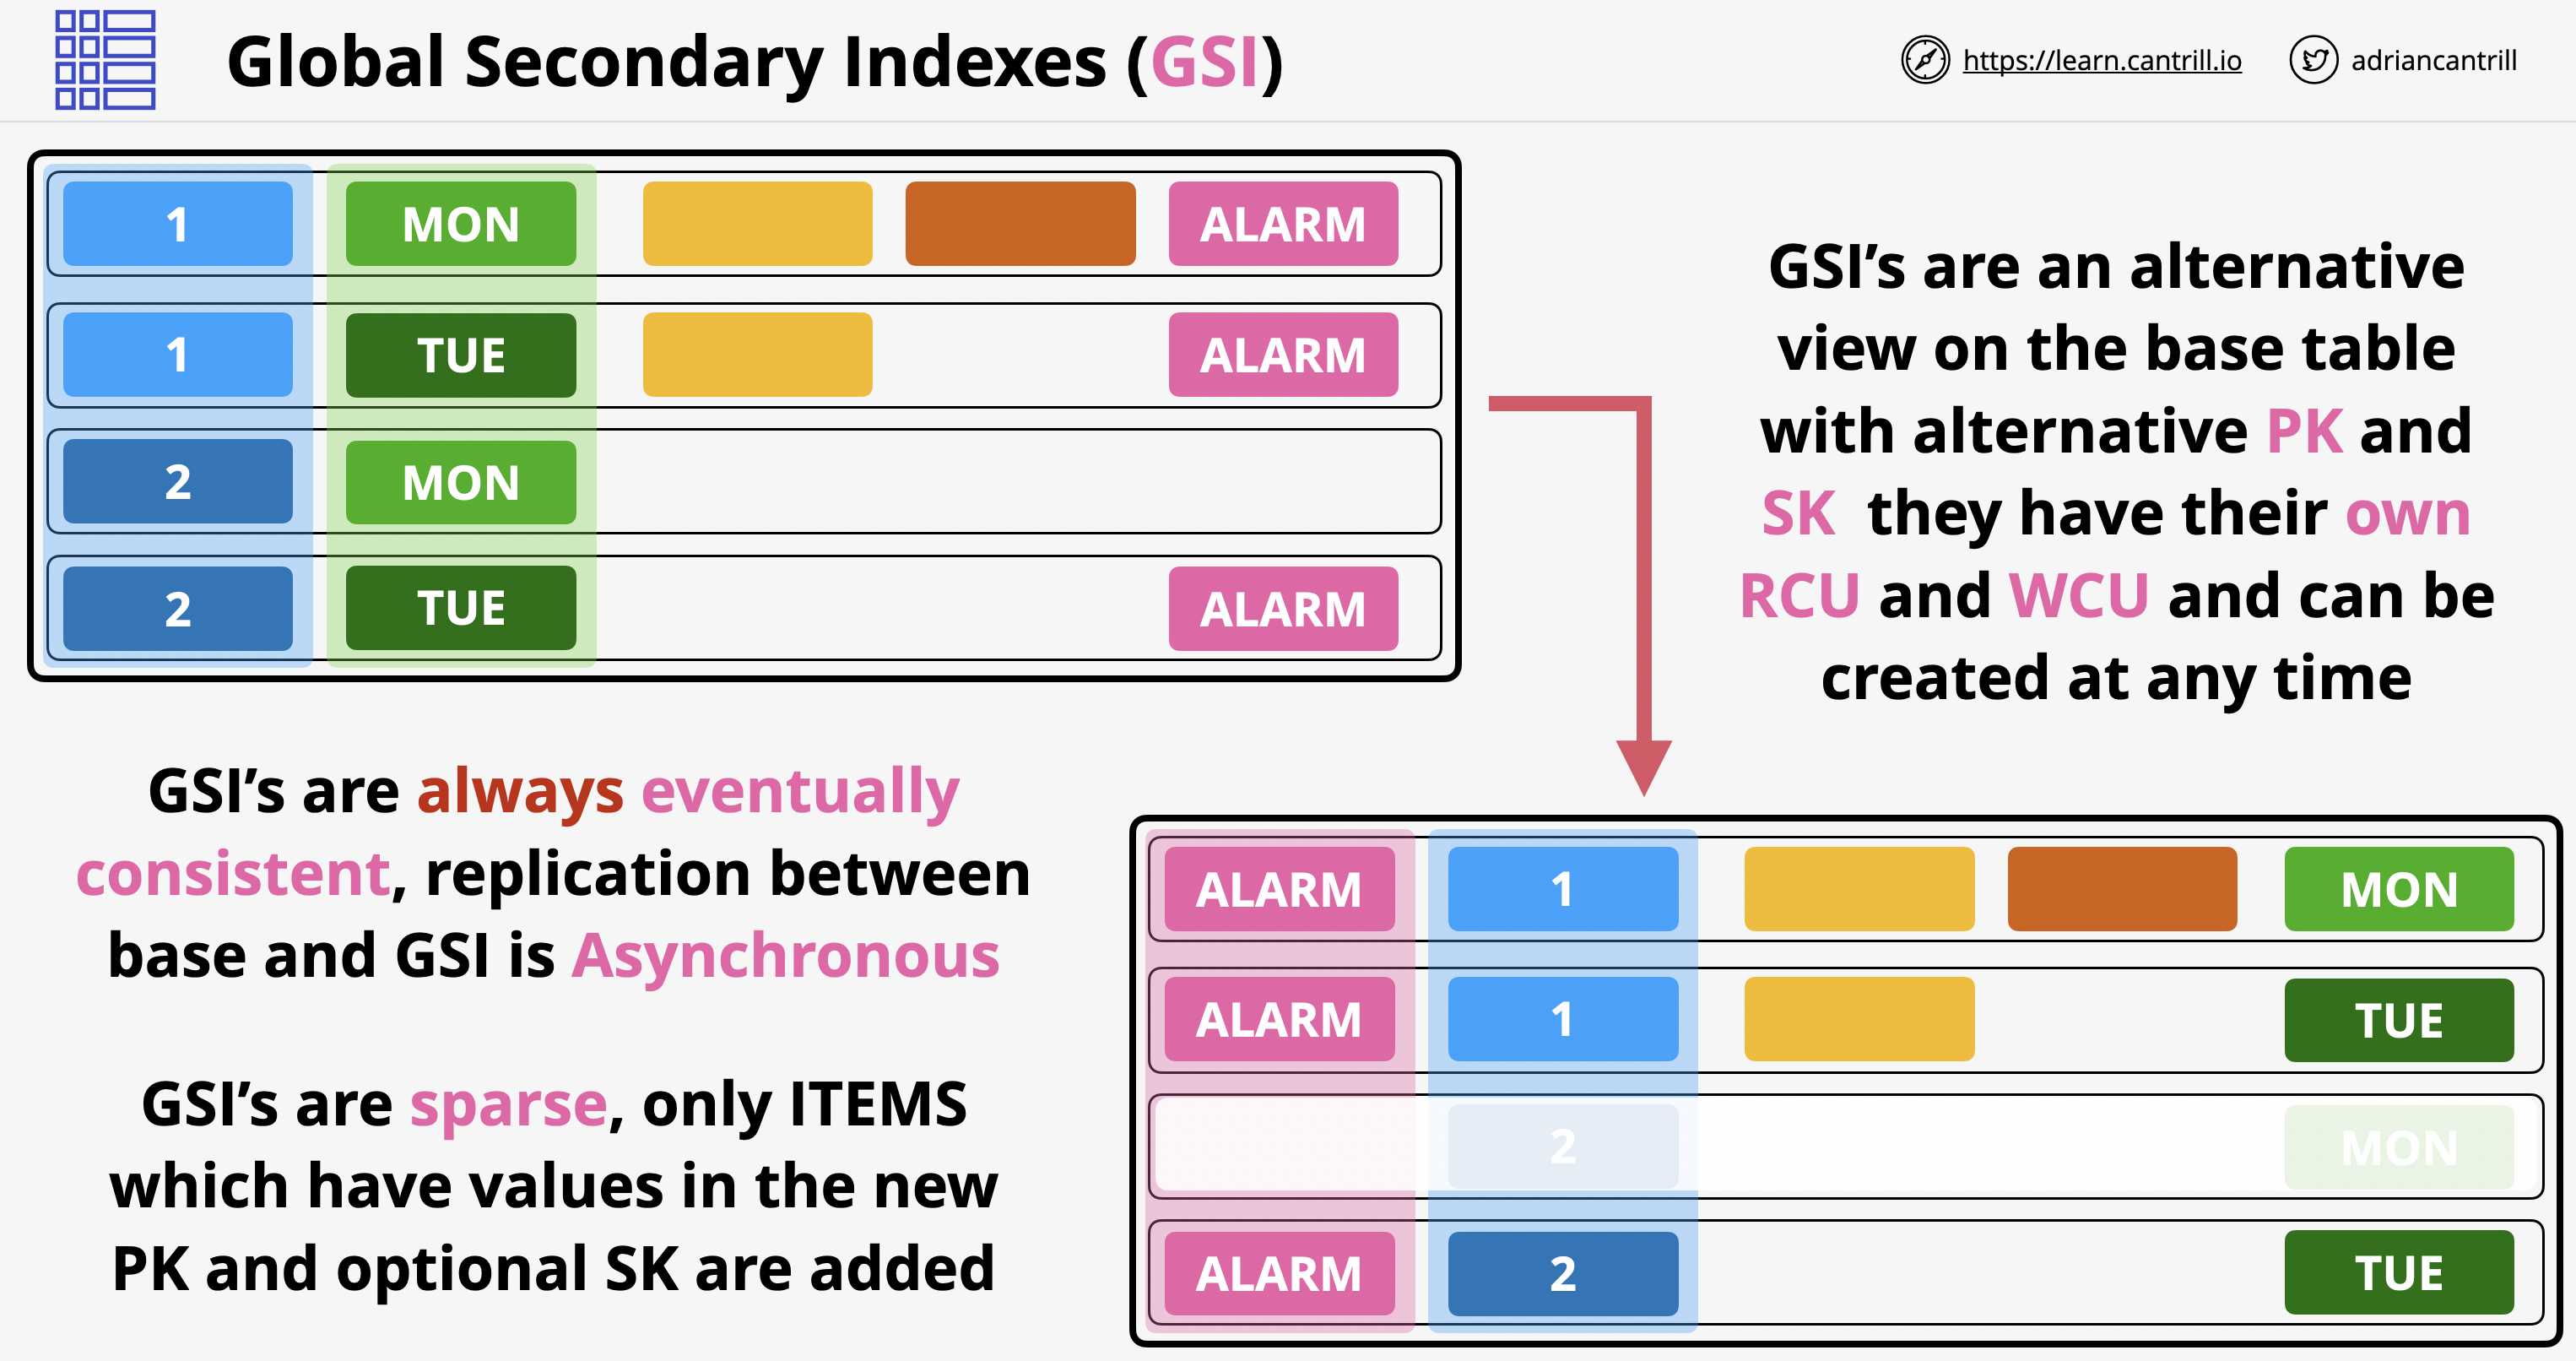 Global Secondary Indexes (GSI)
https://learn.cantrill.io
adriancantrill
1 MON ALARM
1 TUE ALARM
2 MON
2 TUE ALARM
GSI’s are an alternative
view on the base table
with alternative PK and
SK they have their own
RCU and WCU and can be
created at any time
GSI’s are always eventually
consistent, replication between
base and GSI is Asynchronous
GSI’s are sparse, only ITEMS
which have values in the new
PK and optional SK are added
ALARM 1 MON
ALARM 1 TUE
2 MON
ALARM 2 TUE